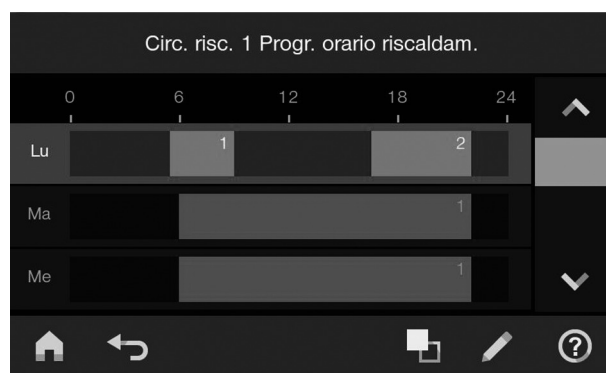 Circ. risc. 1 Progr. orario riscaldam.
0 6 12 18 24
Lu 1 2
Ma 1
Me 1
?